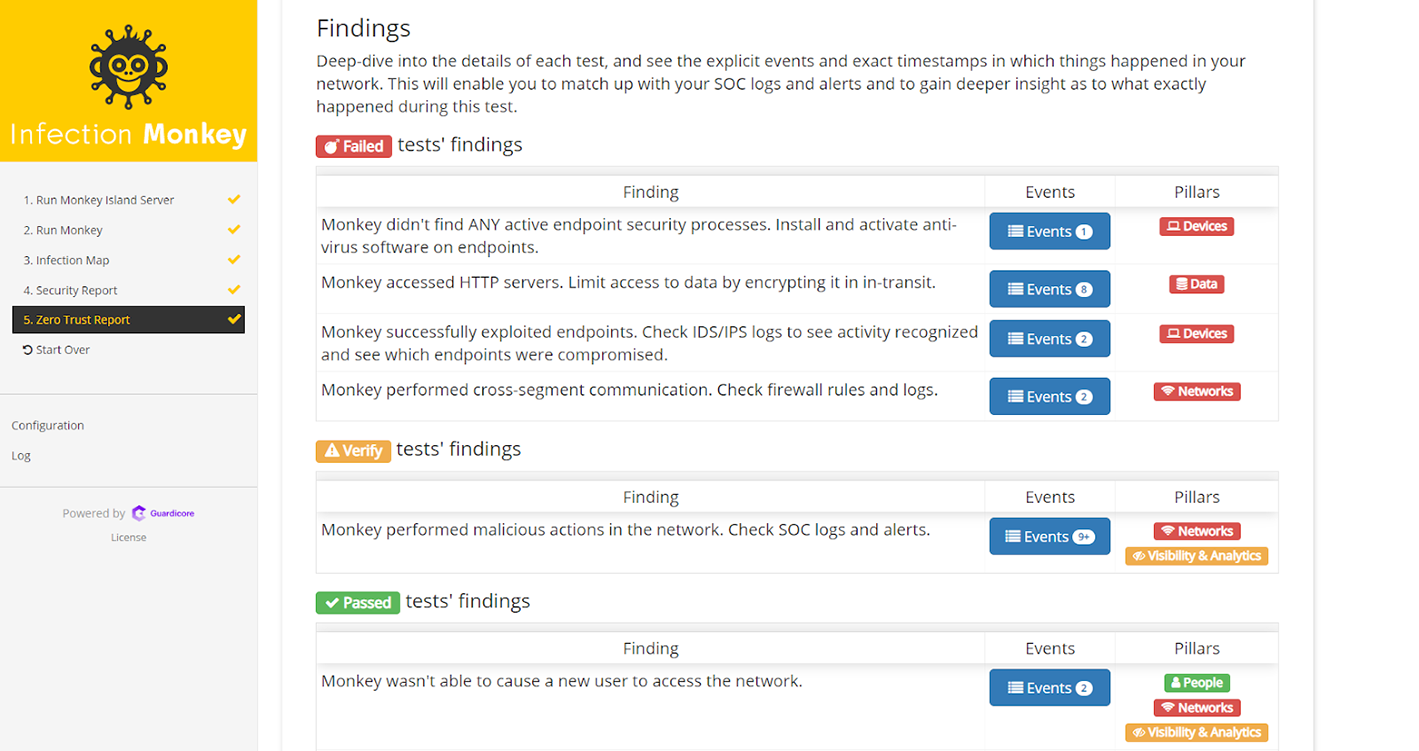 Infection Monkey
1. Run Monkey Island Server
2. Run Monkey
3. Infection Map
4. Security Report
5. Zero Trust Report
Start Over
Configuration
Log
Powered by Guardicore
License
Findings
Deep-dive into the details of each test, and see the explicit events and exact timestamps in which things happened in your
network. This will enable you to match up with your SOC logs and alerts and to gain deeper insight as to what exactly
happened during this test.
Failed tests' findings
Finding Events Pillars
Monkey didn't find ANY active endpoint security processes. Install and activate anti-
virus software on endpoints.
Events 1
Devices
Monkey accessed HTTP servers. Limit access to data by encrypting it in in-transit.
Events 8
Data
Monkey successfully exploited endpoints. Check IDS/IPS logs to see activity recognized
and see which endpoints were compromised.
Events 2
Devices
Monkey performed cross-segment communication. Check firewall rules and logs.
Events 2
Networks
Verify tests' findings
Finding Events Pillars
Monkey performed malicious actions in the network. Check SOC logs and alerts.
Events 9+
Networks
Visibility & Analytics
Passed tests' findings
Finding Events Pillars
Monkey wasn't able to cause a new user to access the network.
Events 2
People
Networks
Visibility & Analytics